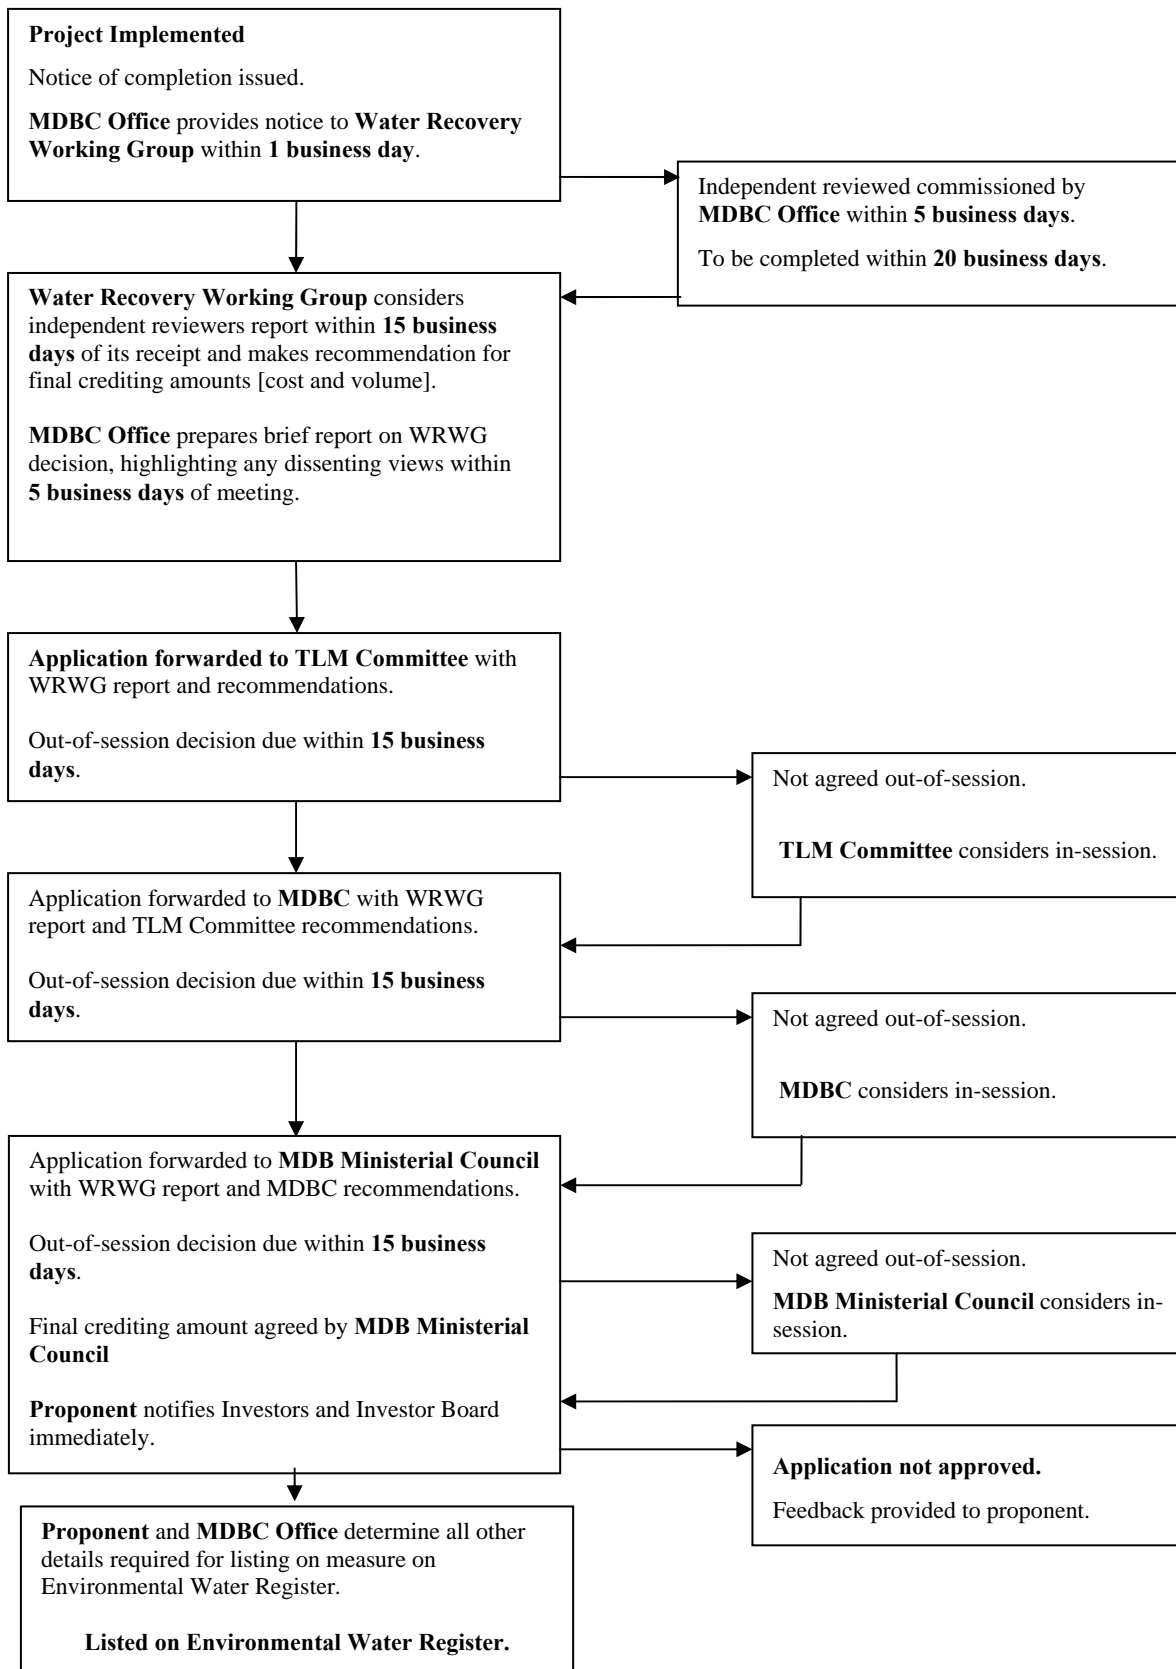 Project Implemented
Notice of completion issued.
MDBC Office provides notice to Water Recovery
Working Group within 1 business day.
Independent reviewed commissioned by
MDBC Office within 5 business days.
To be completed within 20 business days.
Water Recovery Working Group considers
independent reviewers report within 15 business
days of its receipt and makes recommendation for
final crediting amounts [cost and volume].
MDBC Office prepares brief report on WRWG
decision, highlighting any dissenting views within
5 business days of meeting.
Application forwarded to TLM Committee with
WRWG report and recommendations.
Out-of-session decision due within 15 business
days.
Not agreed out-of-session.
TLM Committee considers in-session.
Application forwarded to MDBC with WRWG
report and TLM Committee recommendations.
Out-of-session decision due within 15 business
days.
Not agreed out-of-session.
MDBC considers in-session.
Application forwarded to MDB Ministerial Council
with WRWG report and MDBC recommendations.
Out-of-session decision due within 15 business
days.
Final crediting amount agreed by MDB Ministerial
Council
Proponent notifies Investors and Investor Board
immediately.
Not agreed out-of-session.
MDB Ministerial Council considers in-
session.
Application not approved.
Feedback provided to proponent.
Proponent and MDBC Office determine all other
details required for listing on measure on
Environmental Water Register.
Listed on Environmental Water Register.